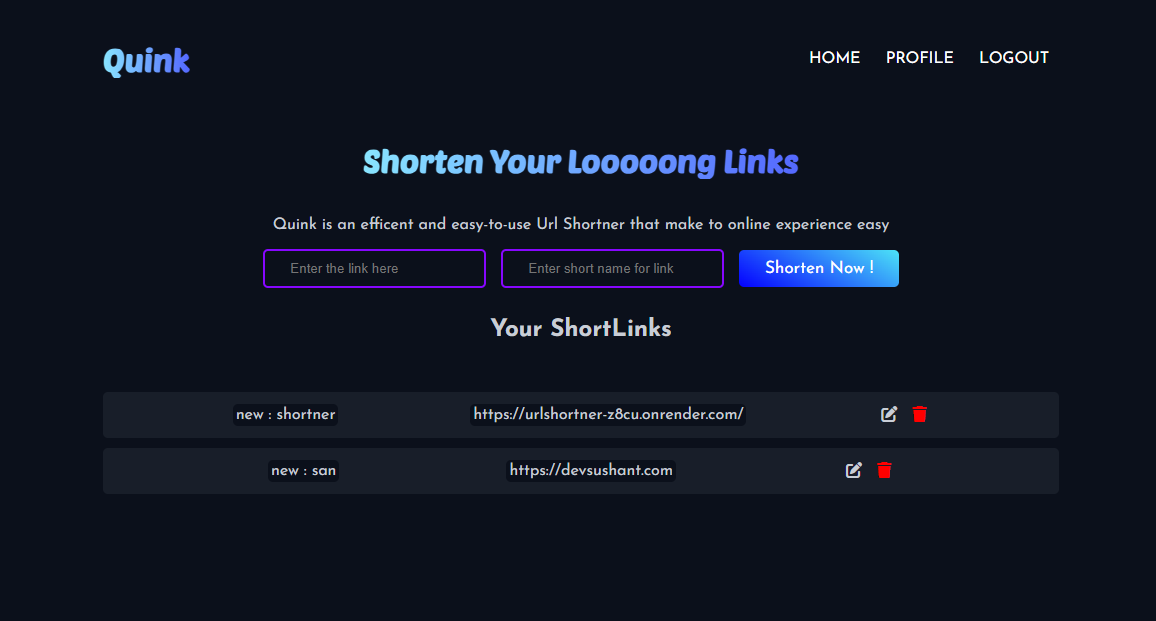 Quink
HOME PROFILE LOGOUT
Shorten Your Looooong Links
Quink is an efficent and easy-to-use Url Shortner that make to online experience easy
Enter the link here Enter short name for link Shorten Now !
Your ShortLinks
new : shortner https://urlshortner-z8cu.onrender.com/
new : san https://devsushant.com